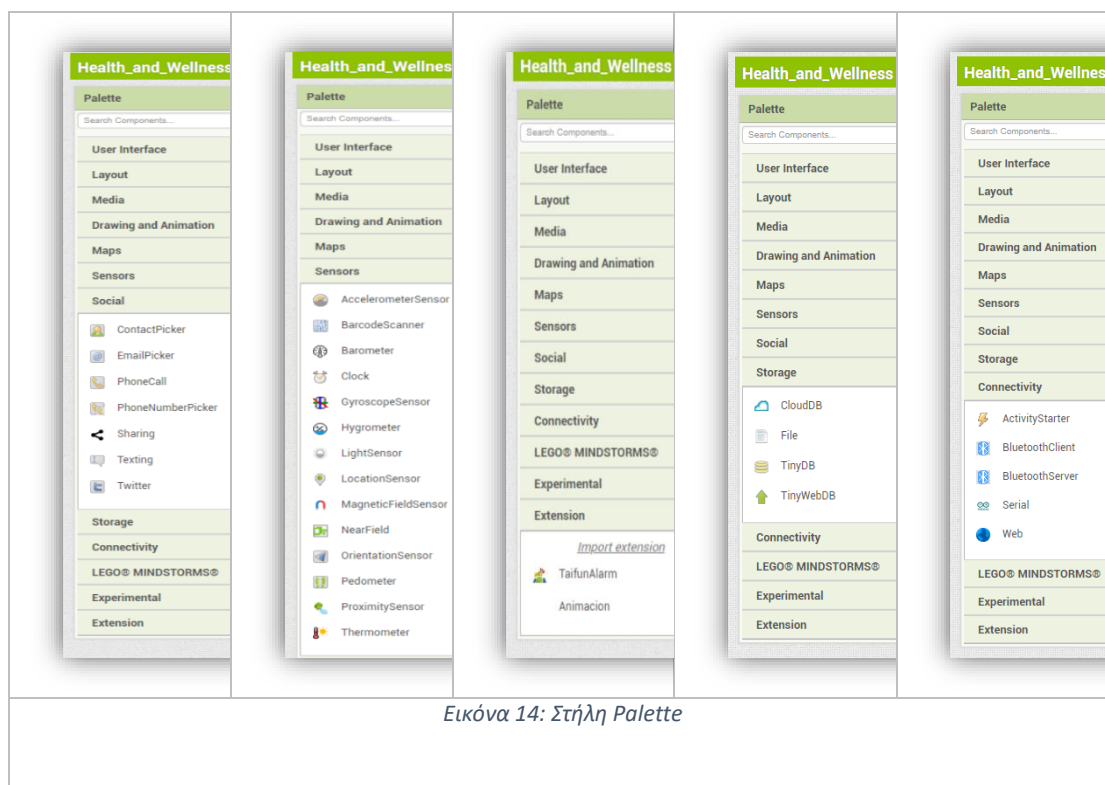 Health_and_Wellness
Palette
Search Components...
User Interface
Layout
Media
Drawing and Animation
Maps
Sensors
Social
ContactPicker
EmailPicker
PhoneCall
PhoneNumberPicker
Sharing
Texting
Twitter
Storage
Connectivity
LEGO® MINDSTORMS®
Experimental
Extension
Health_and_Wellnes
Palette
Search Components...
User Interface
Layout
Media
Drawing and Animation
Maps
Sensors
AccelerometerSensor
BarcodeScanner
Barometer
Clock
GyroscopeSensor
Hygrometer
LightSensor
LocationSensor
MagneticFieldSensor
NearField
OrientationSensor
Pedometer
ProximitySensor
Thermometer
Health_and_Wellness
Palette
Search Components...
User Interface
Layout
Media
Drawing and Animation
Maps
Sensors
Social
Storage
Connectivity
LEGO® MINDSTORMS®
Experimental
Extension
Import extension
TaifunAlarm
Animacion
Health_and_Wellness
Palette
Search Components...
User Interface
Layout
Media
Drawing and Animation
Maps
Sensors
Social
Storage
CloudDB
File
TinyDB
TinyWebDB
Connectivity
LEGO® MINDSTORMS®
Experimental
Extension
Health_and_Wellnes
Palette
Search Components...
User Interface
Layout
Media
Drawing and Animation
Maps
Sensors
Social
Storage
Connectivity
ActivityStarter
BluetoothClient
BluetoothServer
Serial
Web
LEGO® MINDSTORMS®
Experimental
Extension
Εικόνα 14: Στήλη Palette